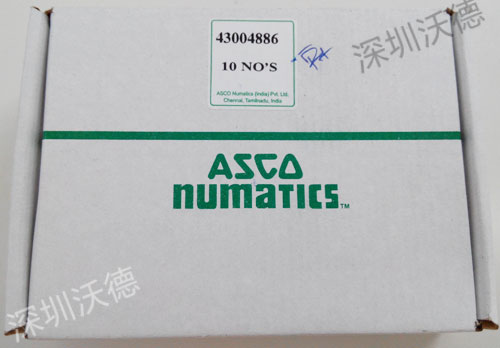 43004886
10 NO'S
ASCO Numatics (India) Pvt. Ltd.
Chennai, Tamilnadu, India
深圳沃德
ASCO
numatics™
深圳沃德